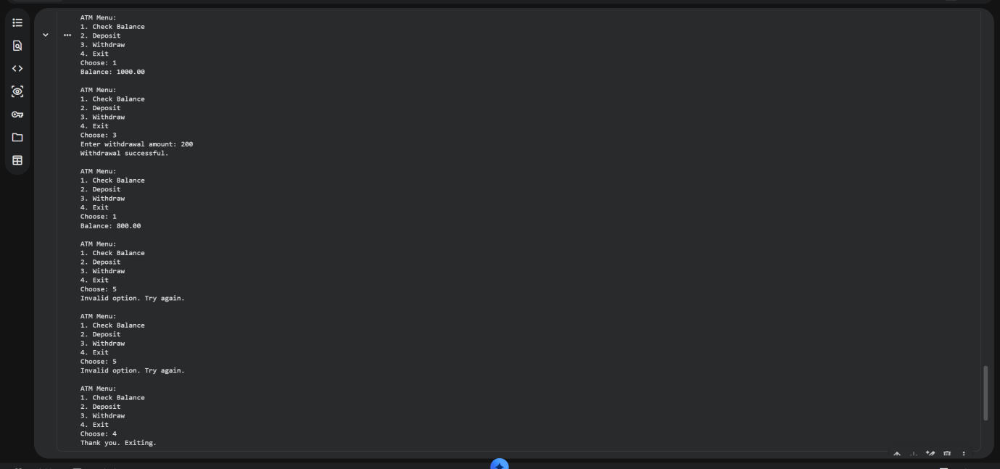 ATM Menu:
1. Check Balance
2. Deposit
3. Withdraw
4. Exit
Choose: 1
Balance: 1000.00
ATM Menu:
1. Check Balance
2. Deposit
3. Withdraw
4. Exit
Choose: 3
Enter withdrawal amount: 200
Withdrawal successful.
ATM Menu:
1. Check Balance
2. Deposit
3. Withdraw
4. Exit
Choose: 1
Balance: 800.00
ATM Menu:
1. Check Balance
2. Deposit
3. Withdraw
4. Exit
Choose: 5
Invalid option. Try again.
ATM Menu:
1. Check Balance
2. Deposit
3. Withdraw
4. Exit
Choose: 5
Invalid option. Try again.
ATM Menu:
1. Check Balance
2. Deposit
3. Withdraw
4. Exit
Choose: 4
Thank you. Exiting.